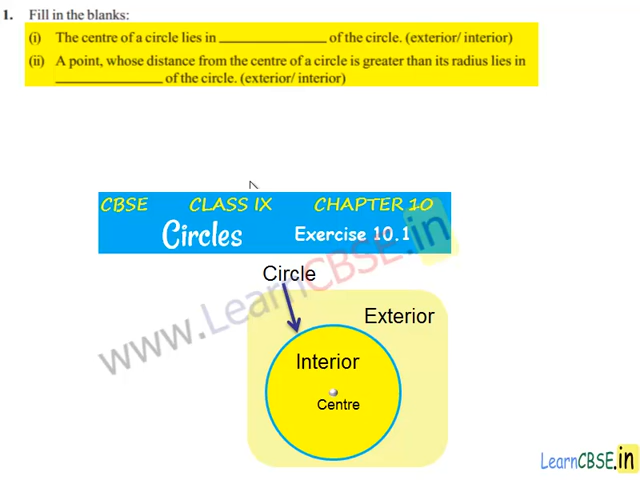 1. Fill in the blanks:
(i) The centre of a circle lies in ____________ of the circle. (exterior/ interior)
(ii) A point, whose distance from the centre of a circle is greater than its radius lies in
____________ of the circle. (exterior/ interior)
CBSE CLASS IX CHAPTER 10
Circles Exercise 10.1
Circle
Exterior
Interior
Centre
www.LearnCBSE.in
LearnCBSE.in